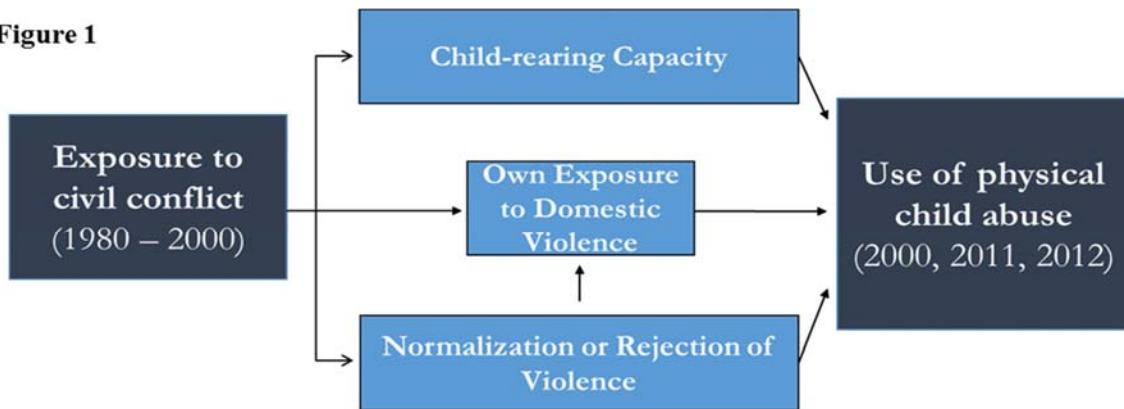 Figure 1
Child-rearing Capacity
Exposure to
civil conflict
(1980 – 2000)
Own Exposure
to Domestic
Violence
Use of physical
child abuse
(2000, 2011, 2012)
Normalization or Rejection of
Violence